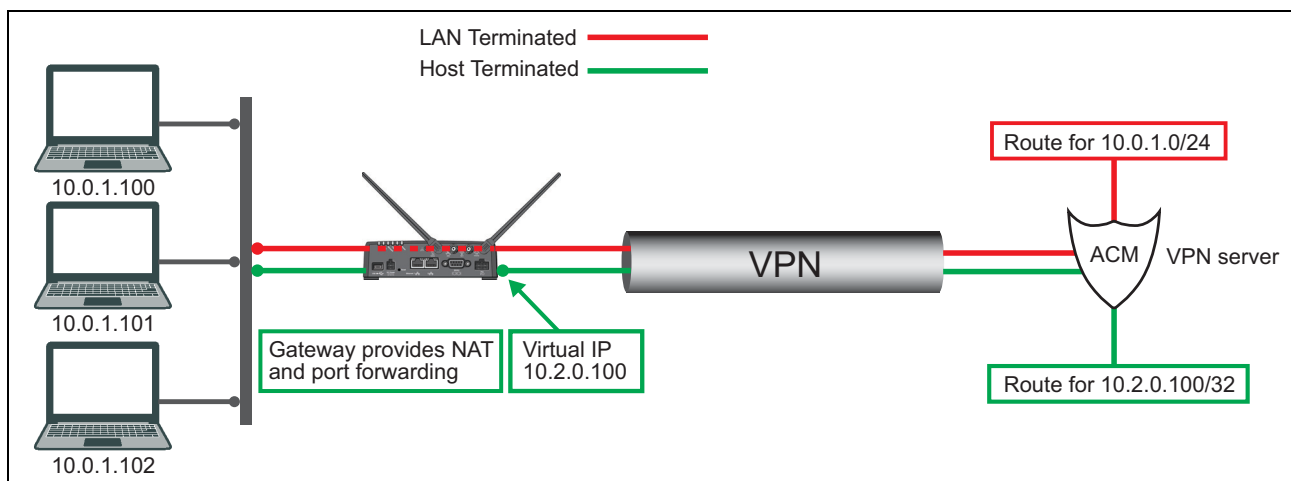 LAN Terminated
Host Terminated
10.0.1.100
10.0.1.101
10.0.1.102
Gateway provides NAT
and port forwarding
Virtual IP
10.2.0.100
VPN
Route for 10.0.1.0/24
ACM
VPN server
Route for 10.2.0.100/32